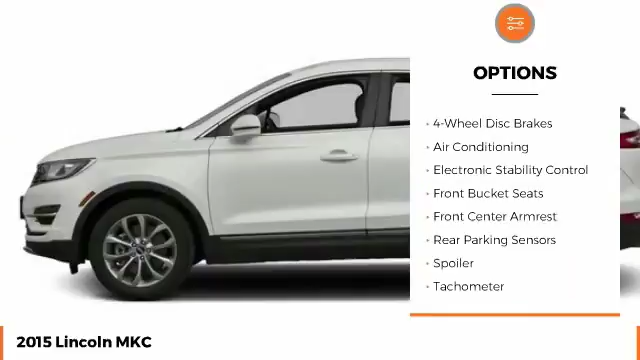 OPTIONS
4-Wheel Disc Brakes
Air Conditioning
Electronic Stability Control
Front Bucket Seats
Front Center Armrest
Rear Parking Sensors
Spoiler
Tachometer
2015 Lincoln MKC